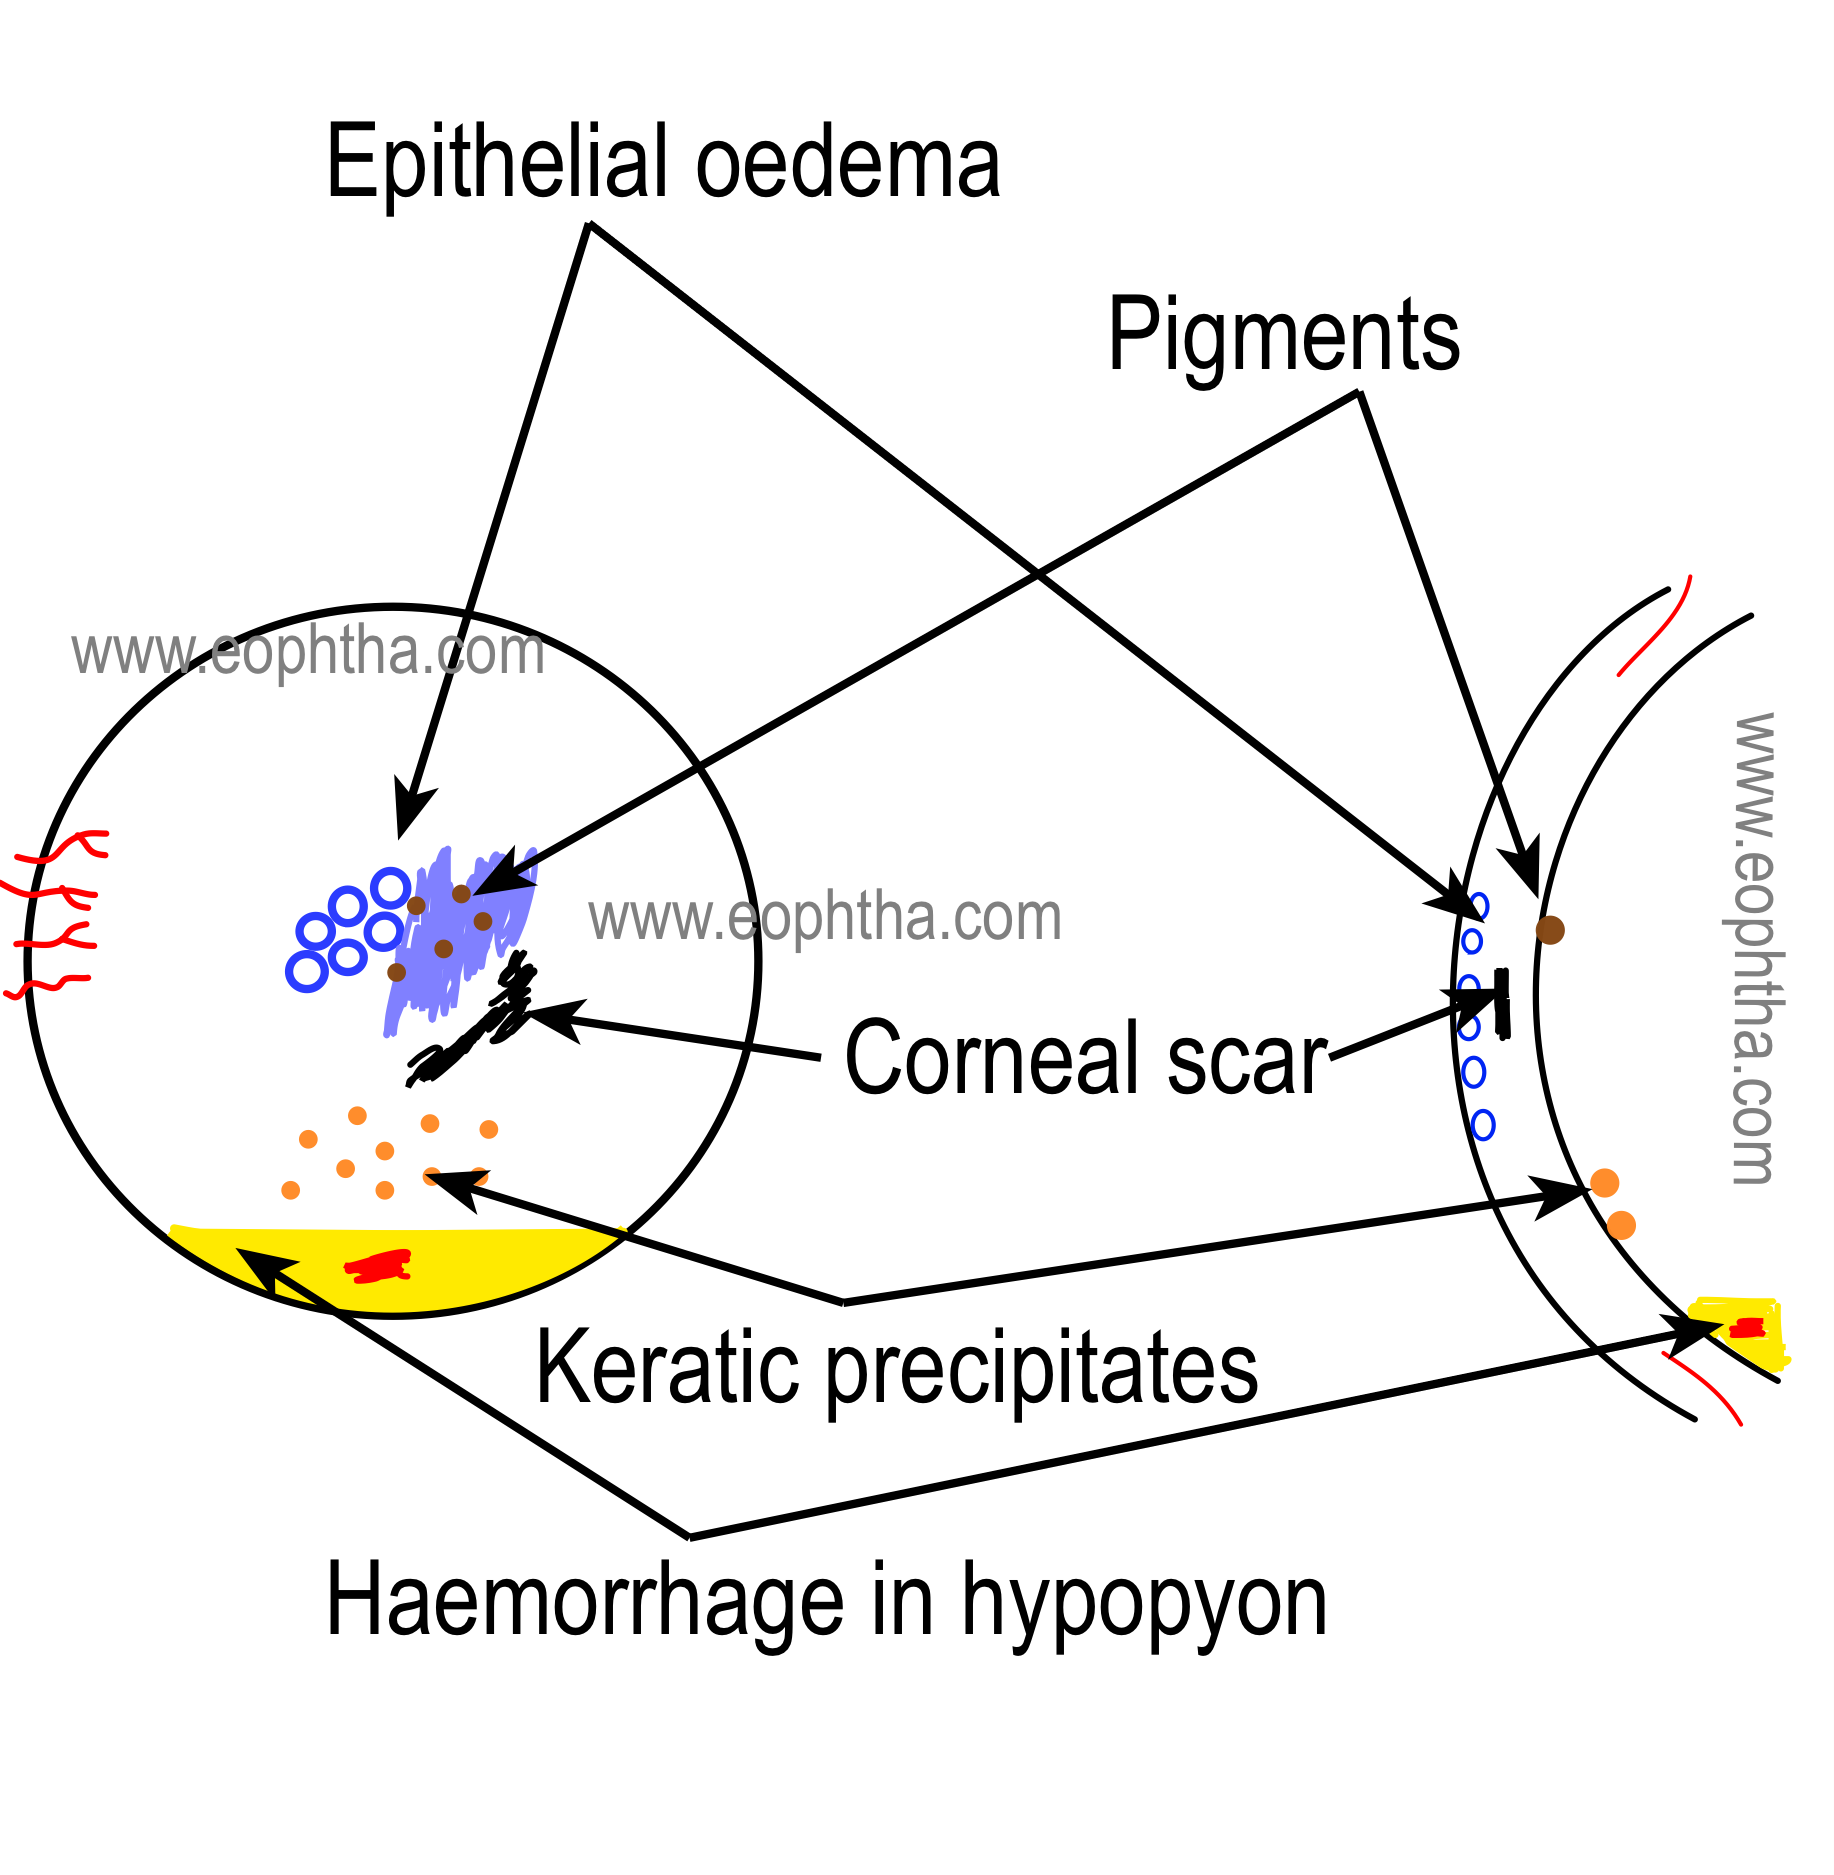 Epithelial oedema
Pigments
www.eophtha.com
www.eophtha.com
www.eophtha.com
Corneal scar
Keratic precipitates
Haemorrhage in hypopyon